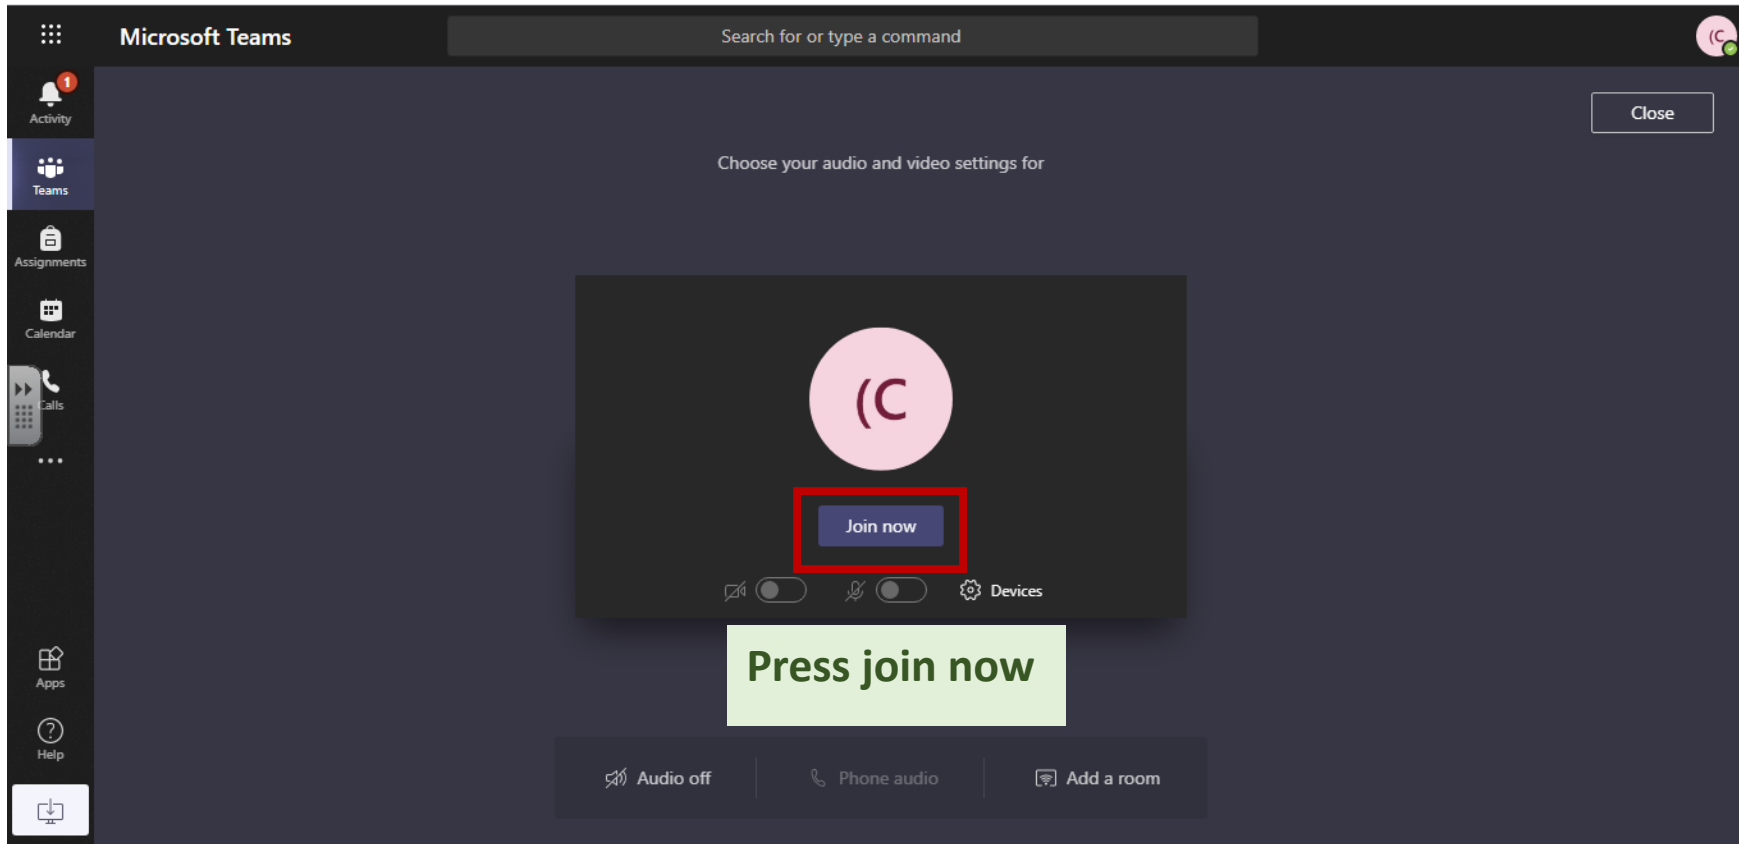 Microsoft Teams
Search for or type a command
(C
1
Activity
Close
Choose your audio and video settings for
Teams
Assignments
Calendar
Calls
(C
Join now
Devices
Press join now
Apps
Help
Audio off
Phone audio
Add a room